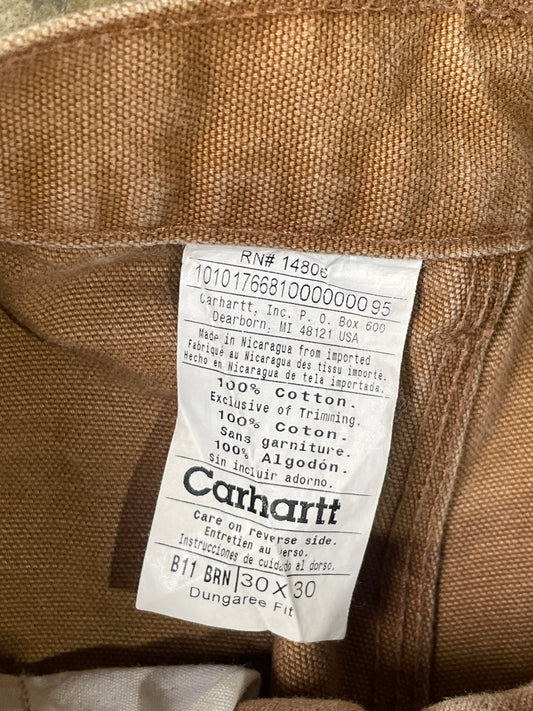 RN# 14806
10101766810000000095
Carhartt, Inc. P. O. Box 600
Dearborn, MI 48121 USA
Made in Nicaragua from imported
Fabriqué au Nicaragua des tissu importé.
Hecho en Nicaragua de tela importada.
100% Cotton.
Exclusive of Trimming.
100% Coton.
Sans garniture.
100% Algodón.
Sin incluir adorno.
Carhartt
Care on reverse side.
Entretien au verso.
Instrucciones de cuidado al dorso.
B11 BRN 30 X 30
Dungaree Fit